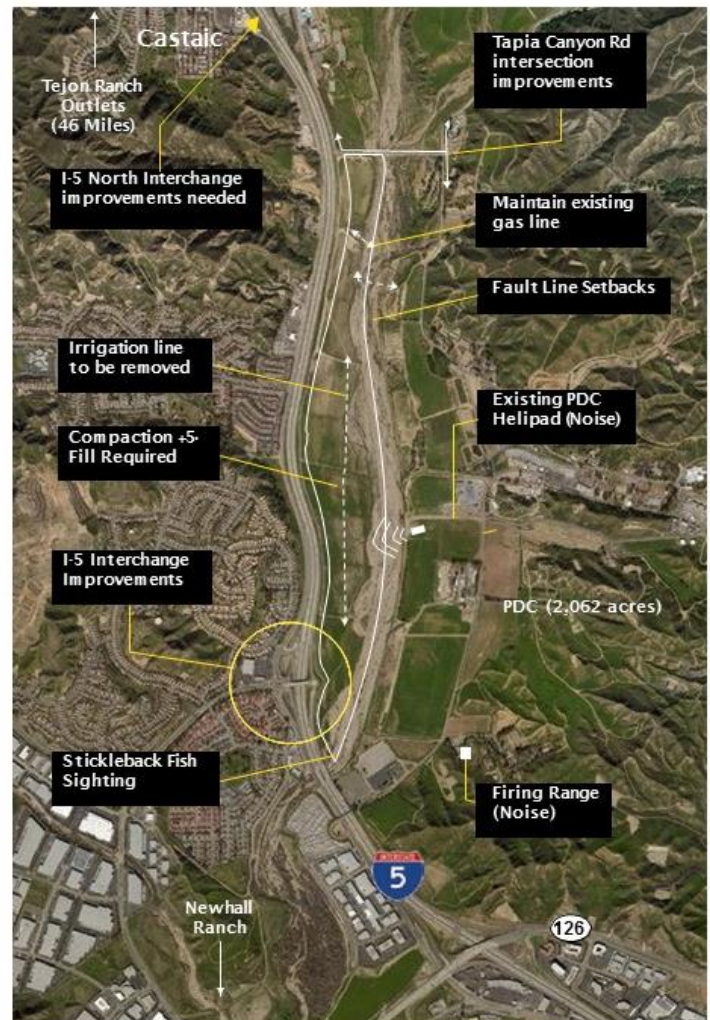 Castaic
Tejon Ranch
Outlets
(46 Miles)
Tapia Canyon Rd
intersection
improvements
I-5 North Interchange
improvements needed
Maintain existing
gas line
Fault Line Setbacks
Irrigation line
to be removed
Existing PDC
Helipad (Noise)
Compaction +5'
Fill Required
I-5 Interchange
Improvements
PDC (2,062 acres)
Stickleback Fish
Sighting
Firing Range
(Noise)
INTERSTATE
5
Newhall
Ranch
126